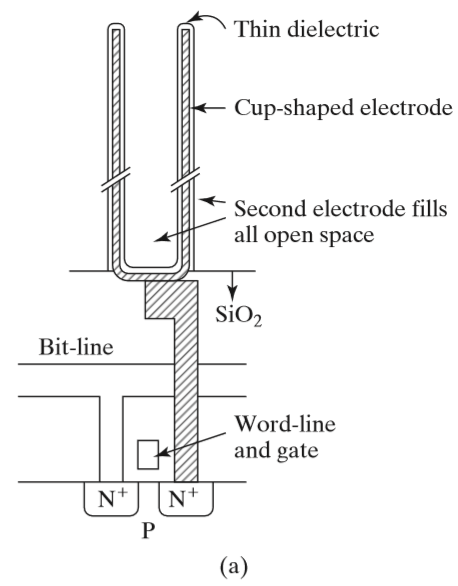 Thin dielectric
Cup-shaped electrode
Second electrode fills
all open space
SiO₂
Bit-line
Word-line
and gate
N⁺ N⁺
P
(a)